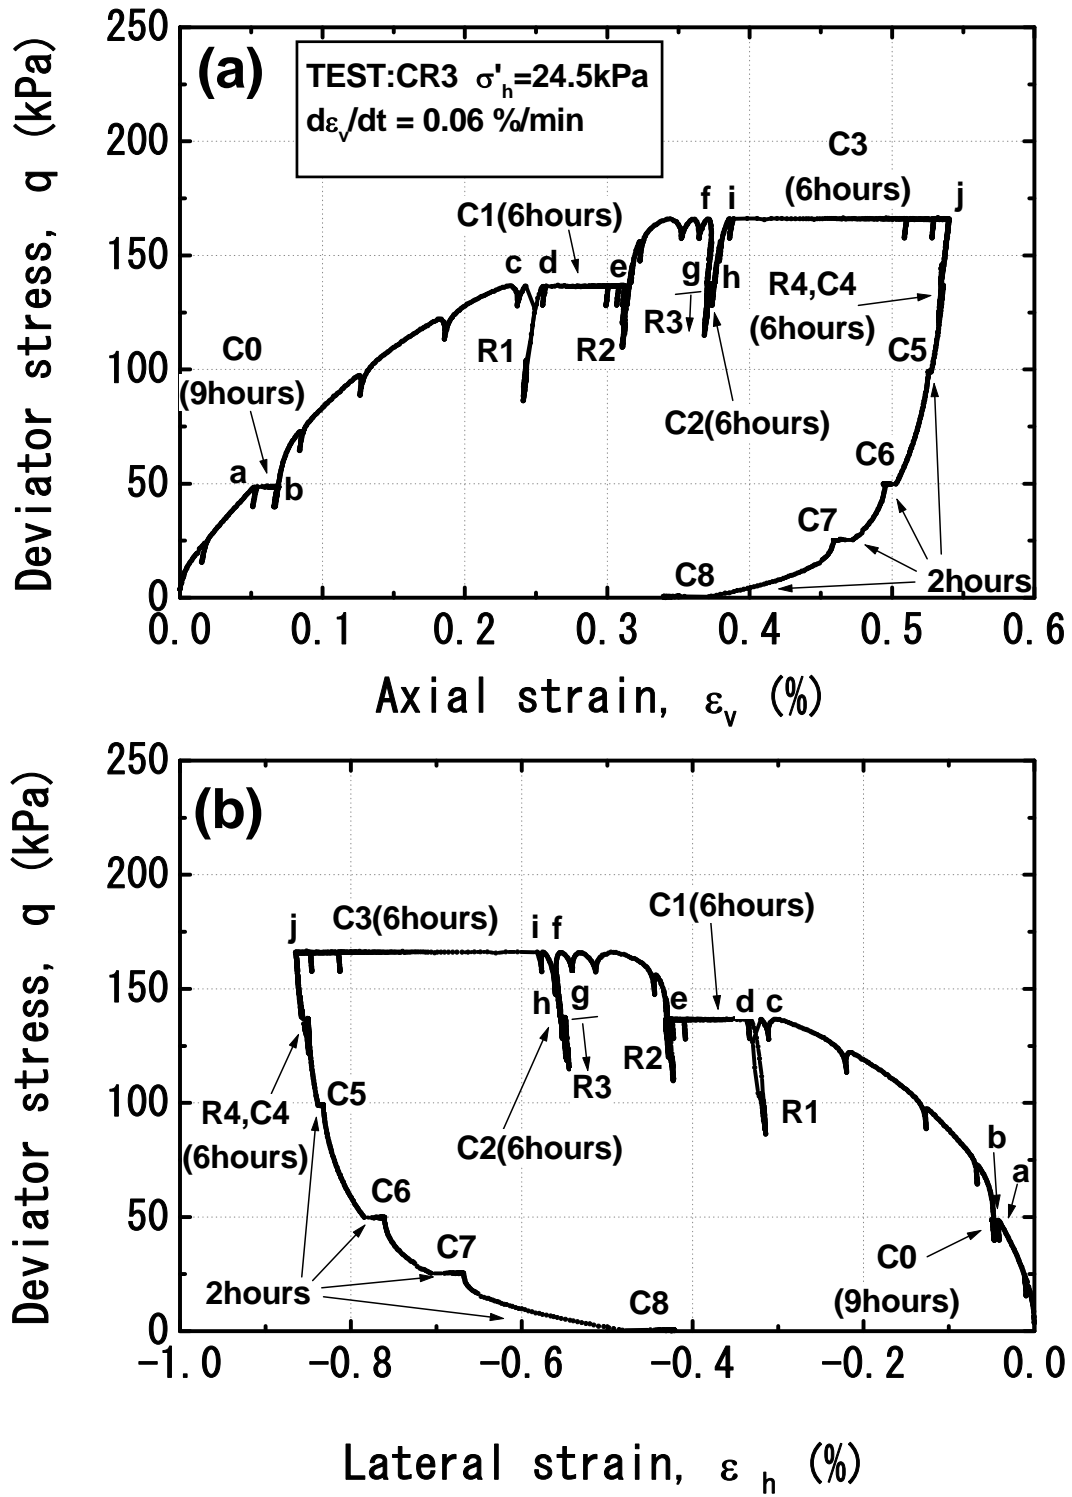 250
200
150
100
50
0
Deviator stress, q (kPa)
(a)
TEST:CR3 σ'h=24.5kPa
dεv/dt = 0.06 %/min
C3
(6hours)
C1(6hours)
f
i
j
c
d
e
g
h
R4,C4
(6hours)
R3
R1
R2
C5
C0
(9hours)
C2(6hours)
a
b
C6
C7
C8
2hours
0.0 0.1 0.2 0.3 0.4 0.5 0.6
Axial strain, εv (%)
250
200
150
100
50
0
Deviator stress, q (kPa)
(b)
C1(6hours)
j
C3(6hours)
i
f
h
g
e
d
c
R2
R3
R1
C5
R4,C4
(6hours)
C2(6hours)
b
a
C6
C7
C0
(9hours)
2hours
C8
-1.0 -0.8 -0.6 -0.4 -0.2 0.0
Lateral strain, εh (%)